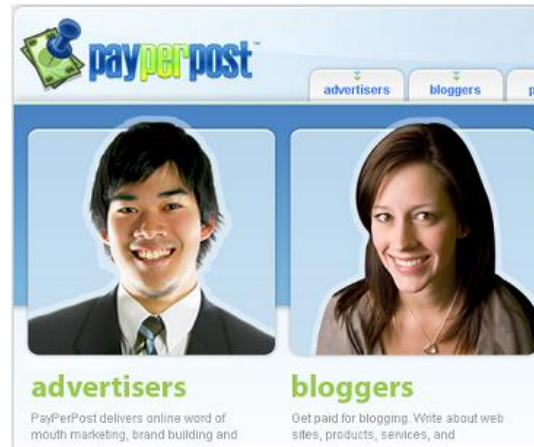 payperpost™
advertisers
bloggers
p
advertisers
bloggers
PayPerPost delivers online word of
mouth marketing, brand building and
Get paid for blogging. Write about web
sites, products, services, and